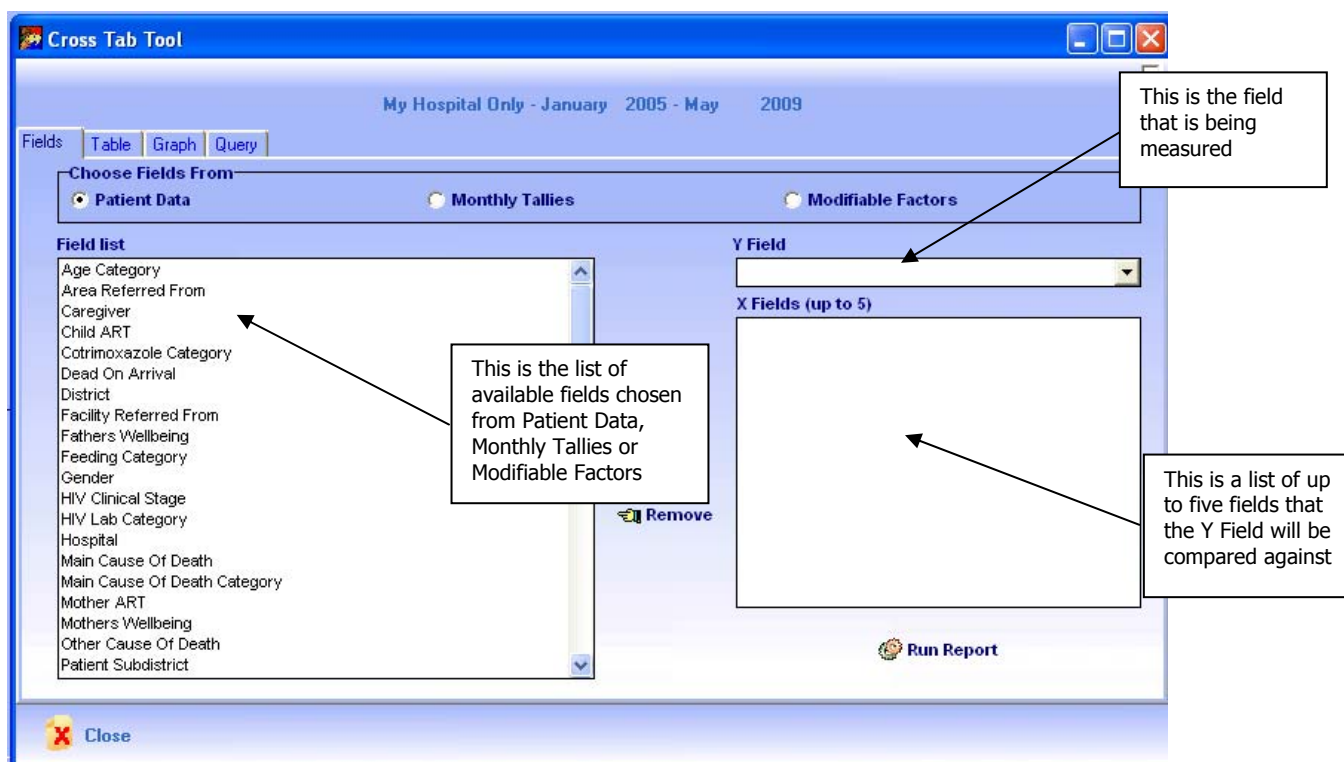 Cross Tab Tool
My Hospital Only - January 2005 - May 2009
This is the field
that is being
measured
Fields Table Graph Query
Choose Fields From
Patient Data Monthly Tallies Modifiable Factors
Field list
Age Category
Area Referred From
Caregiver
Child ART
Cotrimoxazole Category
Dead On Arrival
District
Facility Referred From
Fathers Wellbeing
Feeding Category
Gender
HIV Clinical Stage
HIV Lab Category
Hospital
Main Cause Of Death
Main Cause Of Death Category
Mother ART
Mothers Wellbeing
Other Cause Of Death
Patient Subdistrict
This is the list of
available fields chosen
from Patient Data,
Monthly Tallies or
Modifiable Factors
Remove
Y Field
X Fields (up to 5)
This is a list of up
to five fields that
the Y Field will be
compared against
Run Report
Close